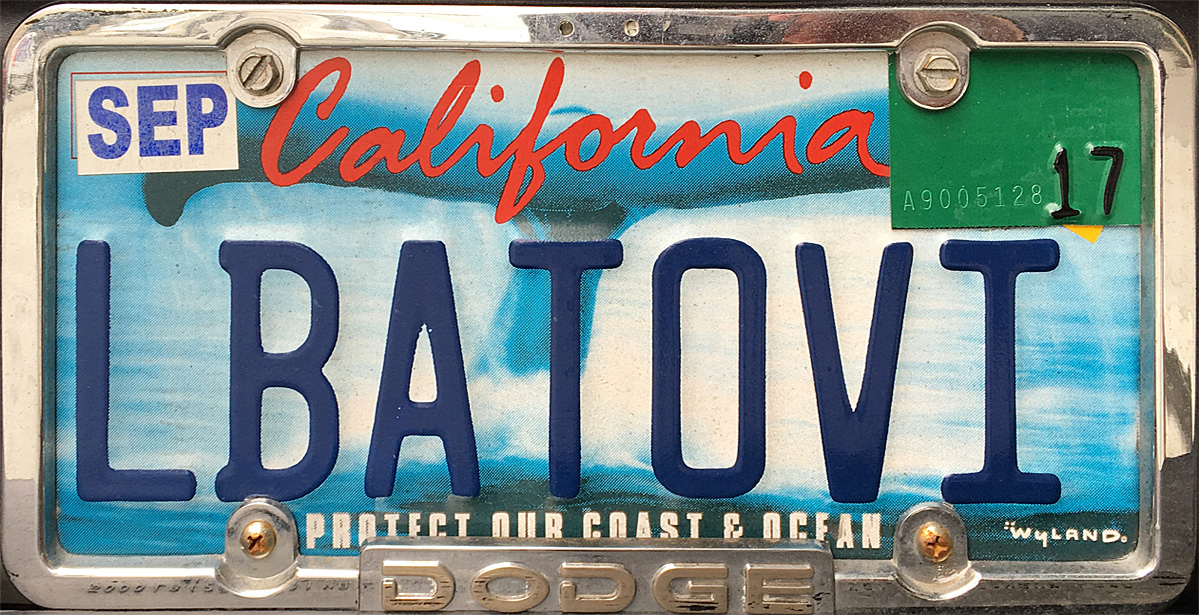 SEP
California
A9005128
17
LBATOVI
PROTECT OUR COAST & OCEAN
WYLAND.
DODGE